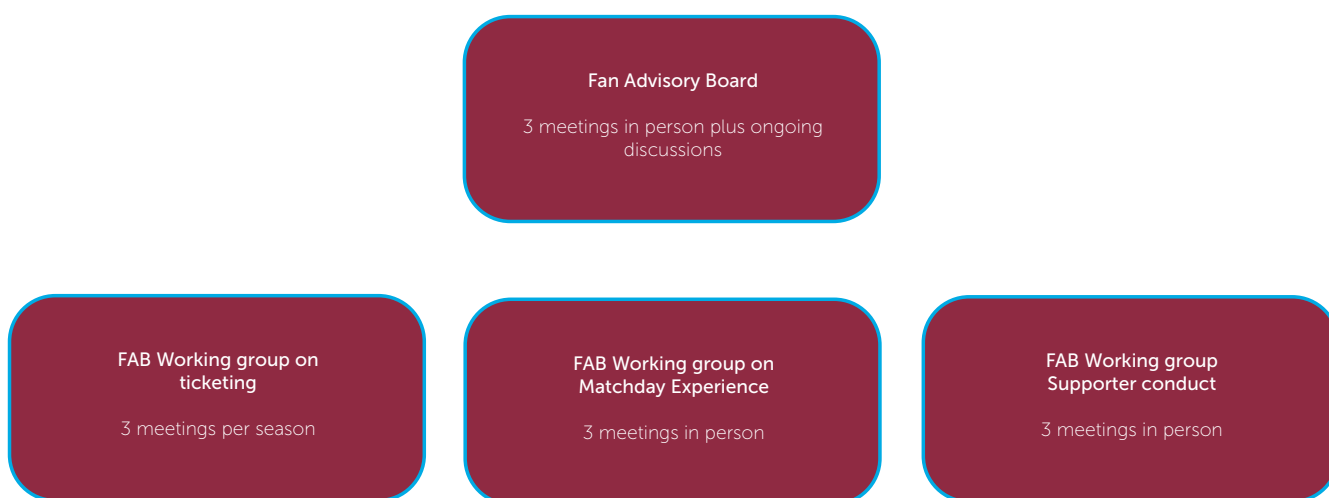 Fan Advisory Board
3 meetings in person plus ongoing
discussions
FAB Working group on
ticketing
3 meetings per season
FAB Working group on
Matchday Experience
3 meetings in person
FAB Working group
Supporter conduct
3 meetings in person